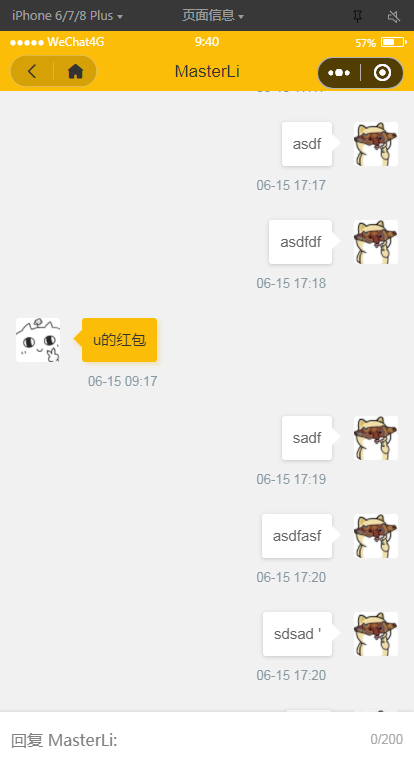 iPhone 6/7/8 Plus
页面信息
WeChat4G
9:40
57%
MasterLi
asdf
06-15 17:17
asdfdf
06-15 17:18
u的红包
06-15 09:17
sadf
06-15 17:19
asdfasf
06-15 17:20
sdsad '
06-15 17:20
回复 MasterLi:
0/200